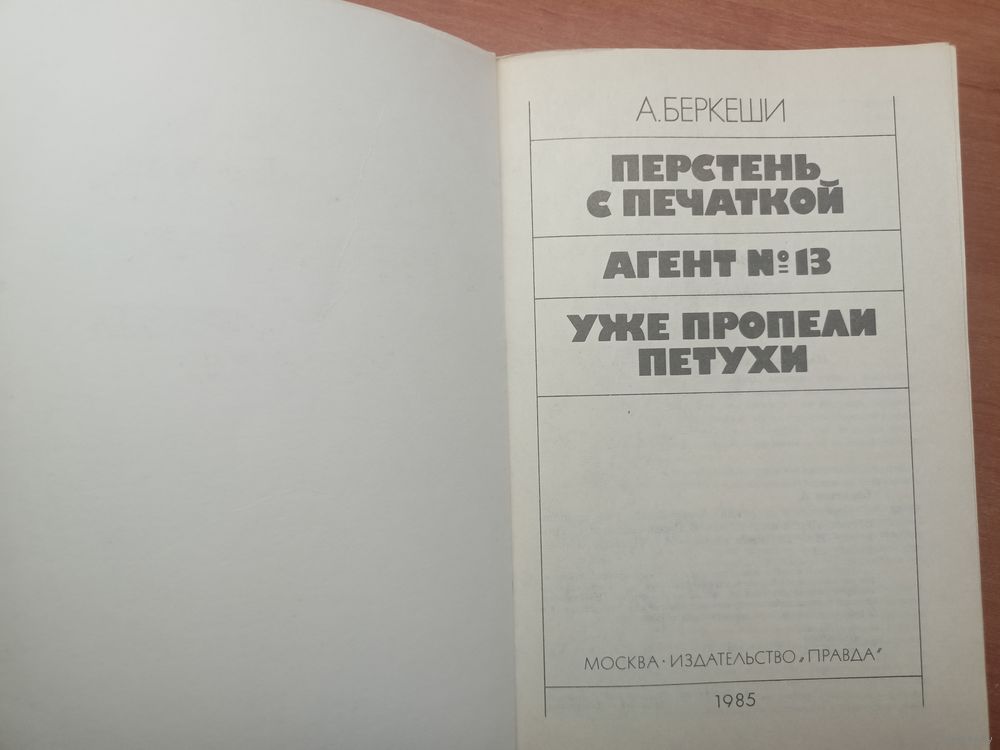 А.БЕРКЕШИ
ПЕРСТЕНЬ
С ПЕЧАТКОЙ
АГЕНТ №13
УЖЕ ПРОПЕЛИ
ПЕТУХИ
МОСКВА · ИЗДАТЕЛЬСТВО „ПРАВДА“
1985